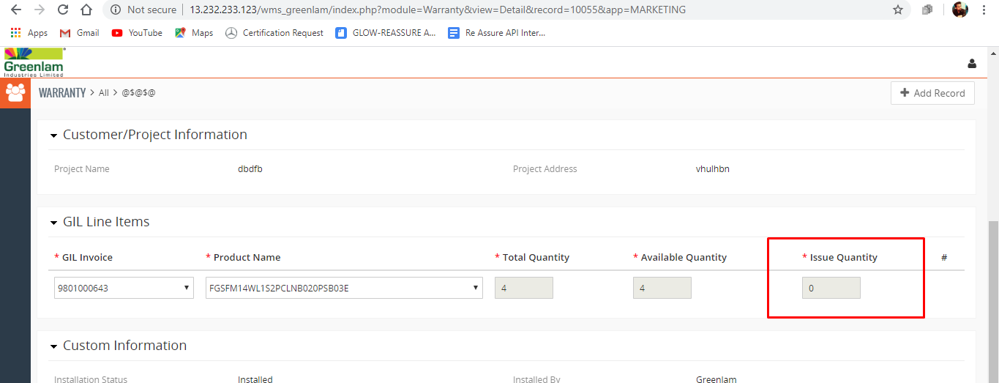 Not secure | 13.232.233.123/wms_greenlam/index.php?module=Warranty&view=Detail&record=10055&app=MARKETING
Apps Gmail YouTube Maps Certification Request GLOW-REASSURE A... Re Assure API Inter...
Greenlam
Industries Limited
WARRANTY > All > @$@$@ Add Record
Customer/Project Information
Project Name dbdfb Project Address vhulhbn
GIL Line Items
* GIL Invoice * Product Name * Total Quantity * Available Quantity * Issue Quantity #
9801000643 FGSFM14WL1S2PCLNB020PSB03E 4 4 0
Custom Information
Installation Status Installed Installed By Greenlam